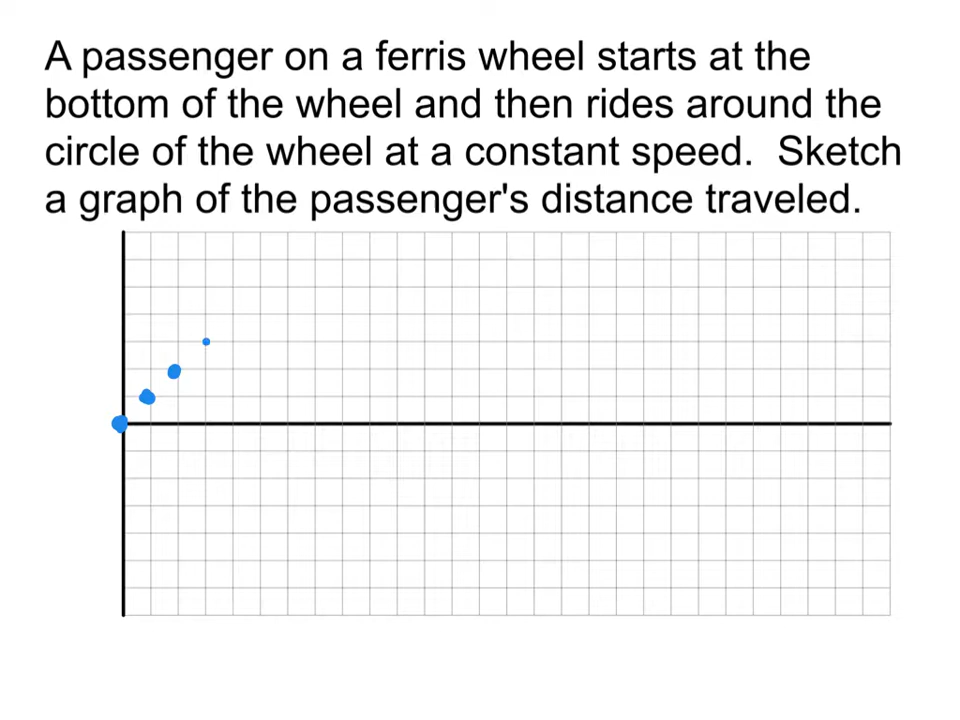 A passenger on a ferris wheel starts at the
bottom of the wheel and then rides around the
circle of the wheel at a constant speed.  Sketch
a graph of the passenger's distance traveled.